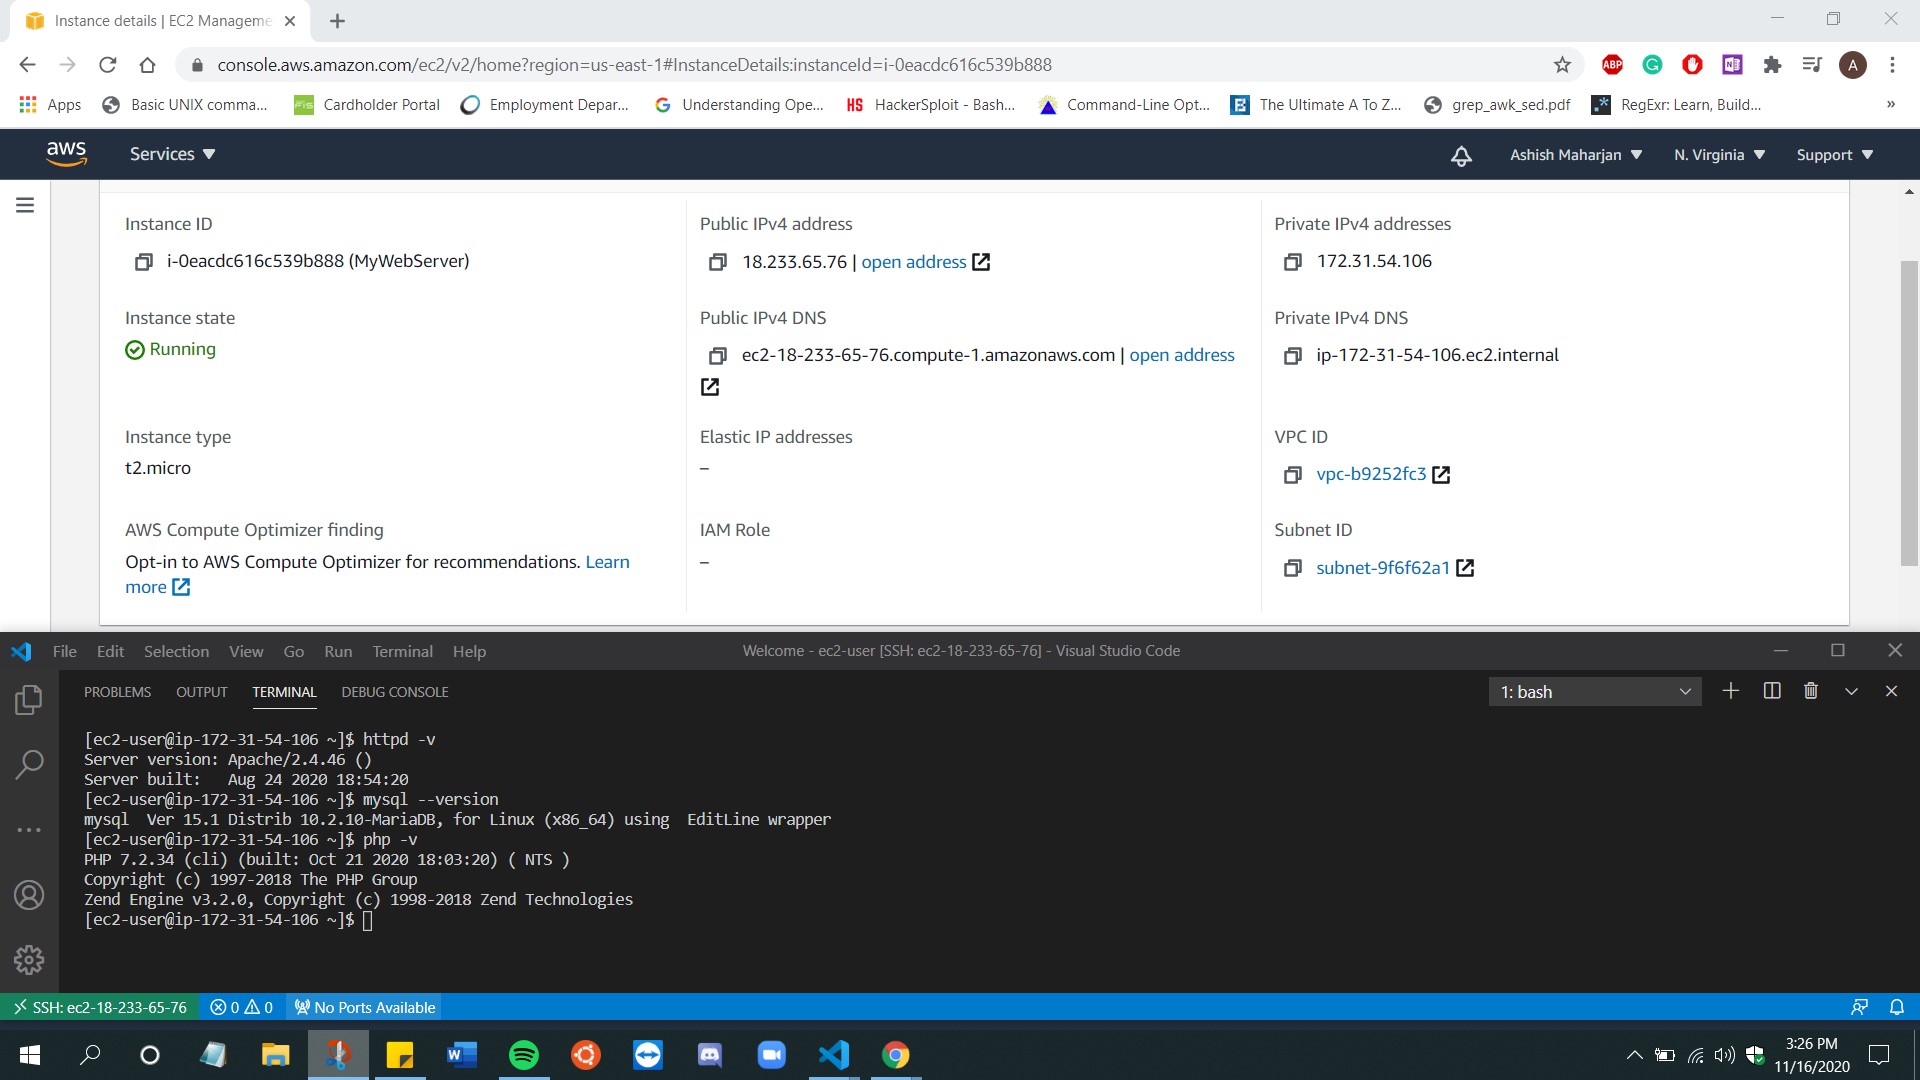 Instance details | EC2 Manageme
console.aws.amazon.com/ec2/v2/home?region=us-east-1#InstanceDetails:instanceId=i-0eacdc616c539b888
ABP
A
Apps
Basic UNIX comma...
Cardholder Portal
Employment Depar...
Understanding Ope...
HS HackerSploit - Bash...
Command-Line Opt...
The Ultimate A To Z...
grep_awk_sed.pdf
RegExr: Learn, Build...
»
aws
Services
Ashish Maharjan
N. Virginia
Support
Instance ID
i-0eacdc616c539b888 (MyWebServer)
Public IPv4 address
18.233.65.76 | open address
Private IPv4 addresses
172.31.54.106
Instance state
Running
Public IPv4 DNS
ec2-18-233-65-76.compute-1.amazonaws.com | open address
Private IPv4 DNS
ip-172-31-54-106.ec2.internal
Instance type
t2.micro
Elastic IP addresses
–
VPC ID
vpc-b9252fc3
AWS Compute Optimizer finding
Opt-in to AWS Compute Optimizer for recommendations. Learn
more
IAM Role
–
Subnet ID
subnet-9f6f62a1
File Edit Selection View Go Run Terminal Help
Welcome - ec2-user [SSH: ec2-18-233-65-76] - Visual Studio Code
PROBLEMS OUTPUT TERMINAL DEBUG CONSOLE
1: bash
[ec2-user@ip-172-31-54-106 ~]$ httpd -v
Server version: Apache/2.4.46 ()
Server built:   Aug 24 2020 18:54:20
[ec2-user@ip-172-31-54-106 ~]$ mysql --version
mysql  Ver 15.1 Distrib 10.2.10-MariaDB, for Linux (x86_64) using  EditLine wrapper
[ec2-user@ip-172-31-54-106 ~]$ php -v
PHP 7.2.34 (cli) (built: Oct 21 2020 18:03:20) ( NTS )
Copyright (c) 1997-2018 The PHP Group
Zend Engine v3.2.0, Copyright (c) 1998-2018 Zend Technologies
[ec2-user@ip-172-31-54-106 ~]$
SSH: ec2-18-233-65-76
0 0
No Ports Available
3:26 PM
11/16/2020